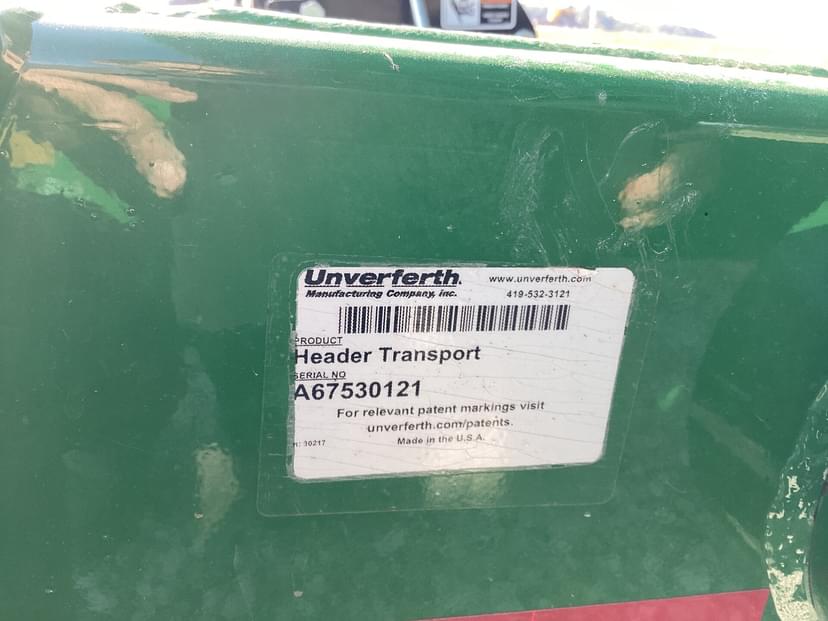 Unverferth.
Manufacturing Company, Inc.
www.unverferth.com
419-532-3121
PRODUCT
Header Transport
SERIAL NO
A67530121
For relevant patent markings visit
unverferth.com/patents.
Made in the U.S.A.
30217